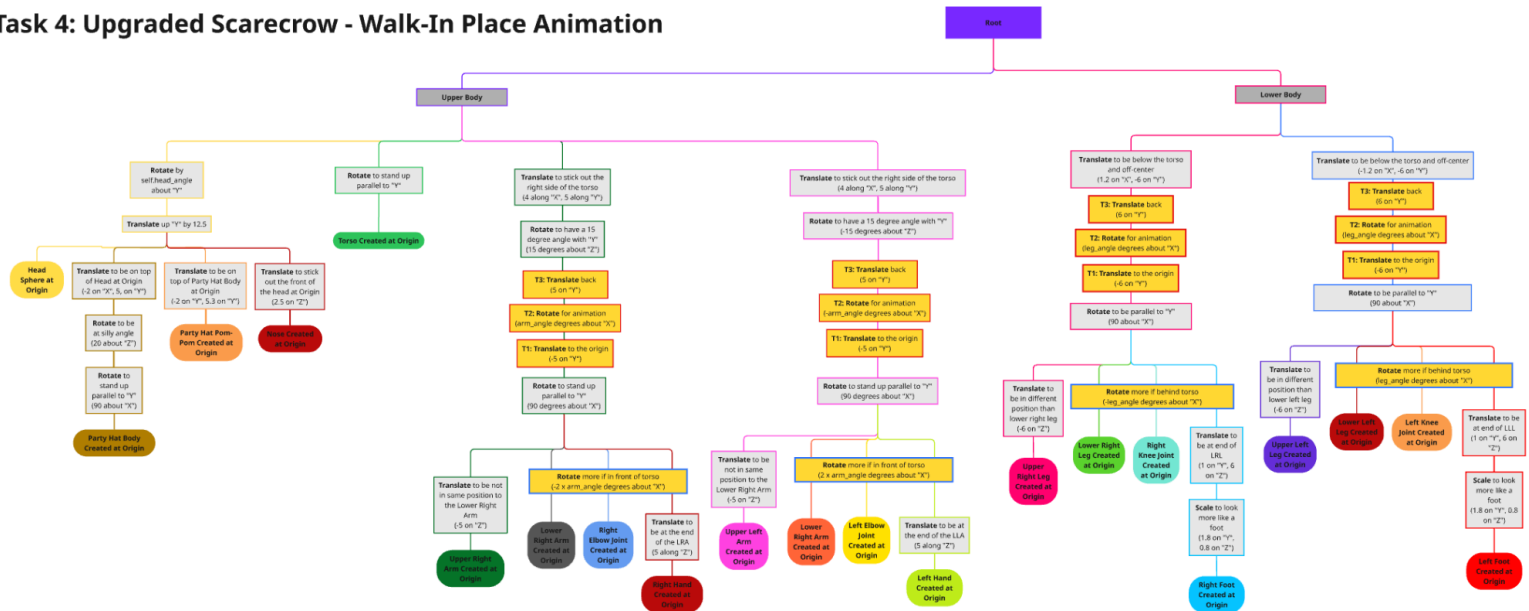 Task 4: Upgraded Scarecrow - Walk-In Place Animation
Root
Upper Body
Lower Body
Rotate by
self.head_angle
about "Y"
Translate up "Y" by 12.5
Head
Sphere at
Origin
Translate to be on top
of Head at Origin
(-2 on "X", 5, on "Y")
Rotate to be
at silly angle
(20 about "Z")
Rotate to
stand up
parallel to "Y"
(90 about "X")
Party Hat Body
Created at Origin
Translate to be on
top of Party Hat Body
at Origin
(-2 on "Y", 5.3 on "Y")
Party Hat Pom-
Pom Created at
Origin
Translate to stick
out the front of
the head at Origin
(2.5 on "Z")
Nose Created
at Origin
Rotate to stand up
parallel to "Y"
Torse Created at Origin
Translate to stick out the
right side of the torso
(4 along "X", 5 along "Y")
Rotate to have a 15
degree angle with "Y"
(15 degrees about "Z")
T3: Translate back
(5 on "Y")
T2: Rotate for animation
(arm_angle degrees about "X")
T1: Translate to the origin
(-5 on "Y")
Rotate to stand up
parallel to "Y"
(90 degrees about "X")
Translate to be not
in same position to
the Lower Right
Arm
(-5 on "Z")
Upper Right
Arm Created at
Origin
Rotate more if in front of torso
(-2 x arm_angle degrees about "X")
Lower
Right Arm
Created at
Origin
Right
Elbow Joint
Created at
Origin
Translate to
be at the end
of the LRA
(5 along "Z")
Right Hand
Created at
Origin
Translate to stick out the right side of the torso
(4 along "X", 5 along "Y")
Rotate to have a 15 degree angle with "Y"
(-15 degrees about "Z")
T3: Translate back
(5 on "Y")
T2: Rotate for animation
(-arm_angle degrees about "X")
T1: Translate to the origin
(-5 on "Y")
Rotate to stand up parallel to "Y"
(90 degrees about "X")
Translate to be
not in same
position to the
Lower Right Arm
(-5 on "Z")
Upper Left
Arm
Created at
Origin
Rotate more if in front of torso
(2 x arm_angle degrees about "X")
Lower
Right Arm
Created at
Origin
Left Elbow
Joint
Created at
Origin
Translate to be at
the end of the LLA
(5 along "Z")
Left Hand
Created at
Origin
Translate to be below the torso
and off-center
(1.2 on "X", -6 on "Y")
T3: Translate back
(6 on "Y")
T2: Rotate for animation
(leg_angle degrees about "X")
T1: Translate to the origin
(-6 on "Y")
Rotate to be parallel to "Y"
(90 about "X")
Translate to
be in different
position than
lower right leg
(-6 on "Z")
Upper
Right Leg
Created at
Origin
Rotate more if behind torso
(-leg_angle degrees about "X")
Lower Right
Leg Created
at Origin
Right
Knee Joint
Created
at Origin
Translate to
be at end of
LRL
(1 on "Y", 6
on "Z")
Scale to look
more like a
foot
(1.8 on "Y",
0.8 on "Z")
Right Foot
Created at
Origin
Translate to be below the torso and off-center
(-1.2 on "X", -6 on "Y")
T3: Translate back
(6 on "Y")
T2: Rotate for animation
(leg_angle degrees about "X")
T1: Translate to the origin
(-6 on "Y")
Rotate to be parallel to "Y"
(90 about "X")
Translate to
be in different
position than
lower left leg
(-6 on "Z")
Upper Left
Leg Created
at Origin
Rotate more if behind torso
(leg_angle degrees about "X")
Lower Left
Leg Created
at Origin
Left Knee
Joint Created
at Origin
Translate to be
at end of LLL
(1 on "Y", 6 on
"Z")
Scale to look
more like a
foot
(1.8 on "Y", 0.8
on "Z")
Left Foot
Created at
Origin